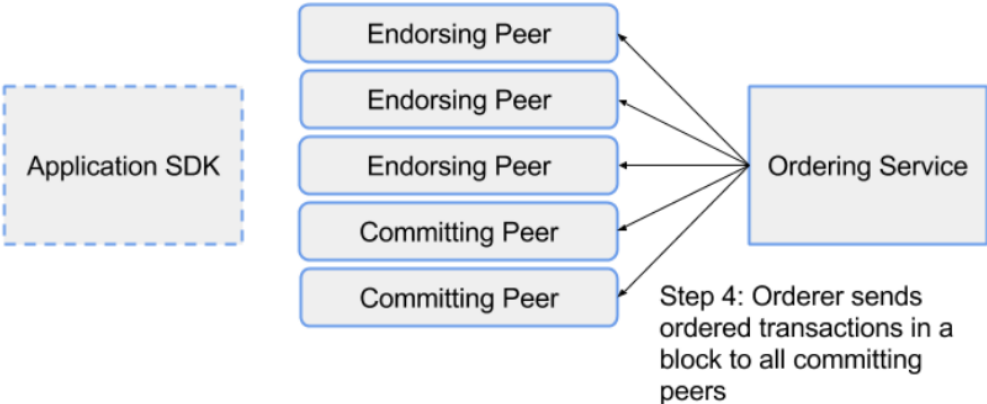 Endorsing Peer
Endorsing Peer
Application SDK
Endorsing Peer
Ordering Service
Committing Peer
Committing Peer
Step 4: Orderer sends
ordered transactions in a
block to all committing
peers